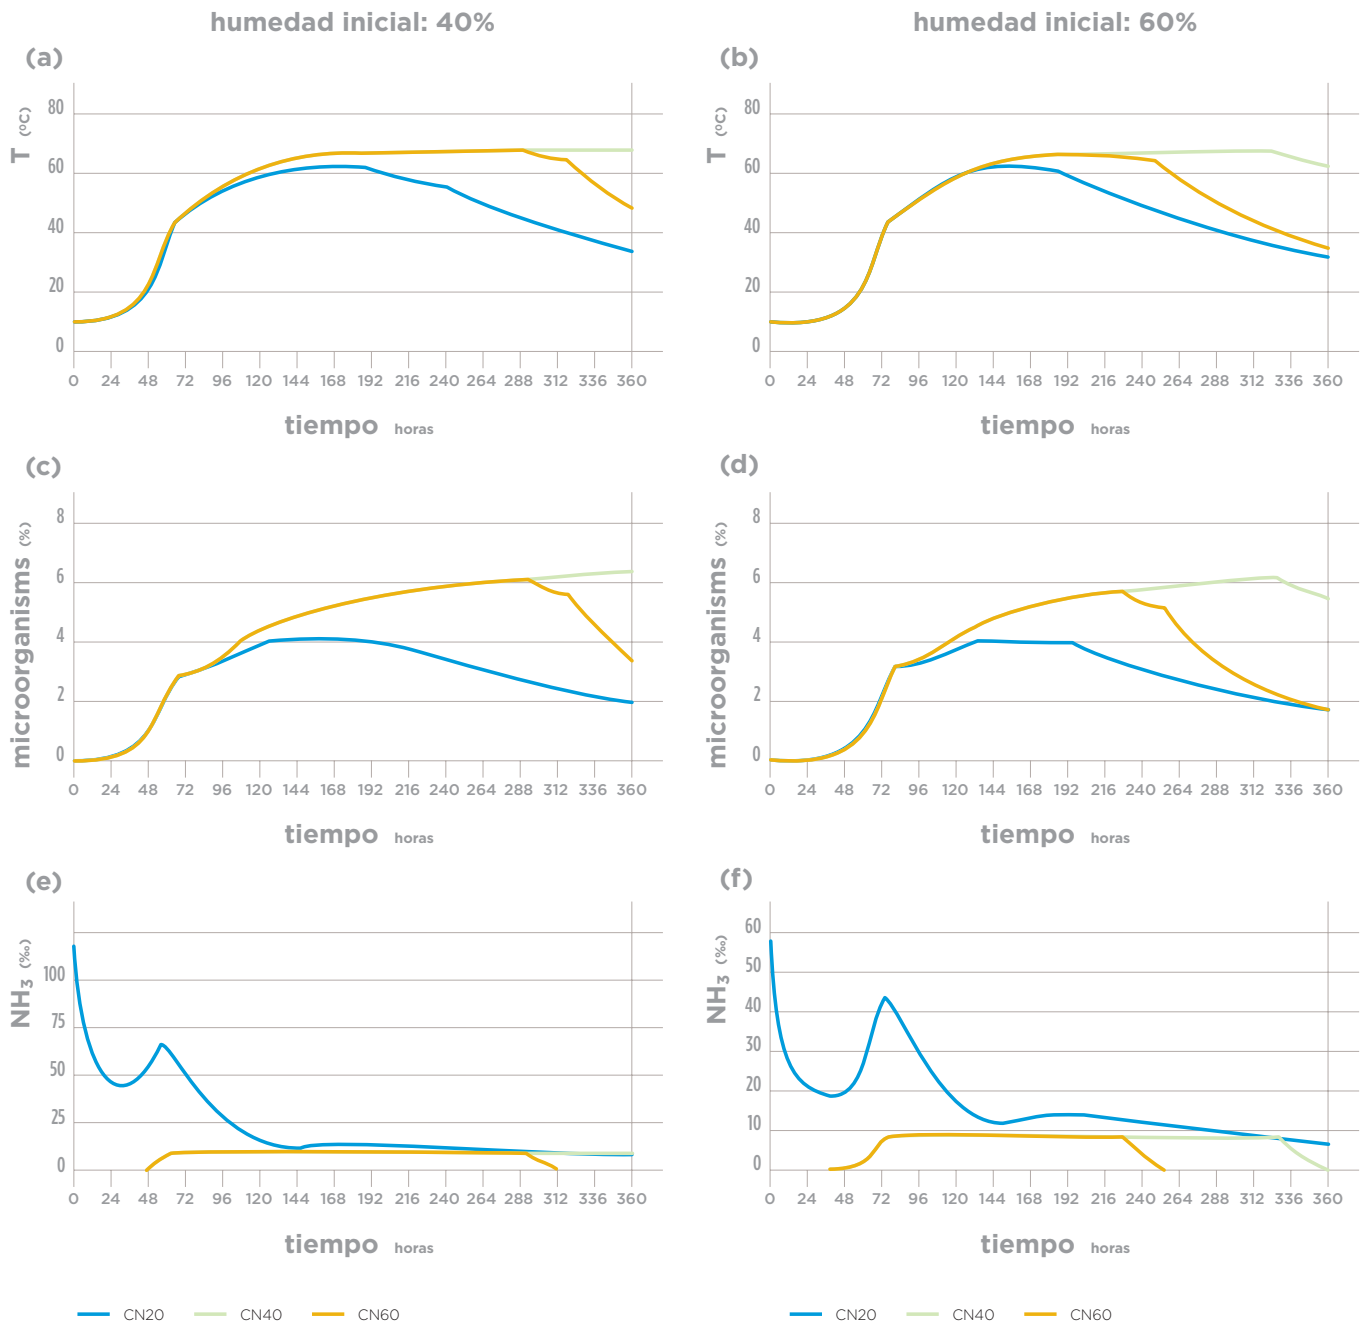 humedad inicial: 40%
humedad inicial: 60%
(a)
T (ºC)
80
60
40
20
0
0 24 48 72 96 120 144 168 192 216 240 264 288 312 336 360
tiempo horas
(b)
T (ºC)
80
60
40
20
0
0 24 48 72 96 120 144 168 192 216 240 264 288 312 336 360
tiempo horas
(c)
microorganisms (%)
8
6
4
2
0
0 24 48 72 96 120 144 168 192 216 240 264 288 312 336 360
tiempo horas
(d)
microorganisms (%)
8
6
4
2
0
0 24 48 72 96 120 144 168 192 216 240 264 288 312 336 360
tiempo horas
(e)
NH₃ (‰)
100
75
50
25
0
0 24 48 72 96 120 144 168 192 216 240 264 288 312 336 360
tiempo horas
(f)
NH₃ (‰)
60
50
40
30
20
10
0
0 24 48 72 96 120 144 168 192 216 240 264 288 312 336 360
tiempo horas
CN20 CN40 CN60
CN20 CN40 CN60